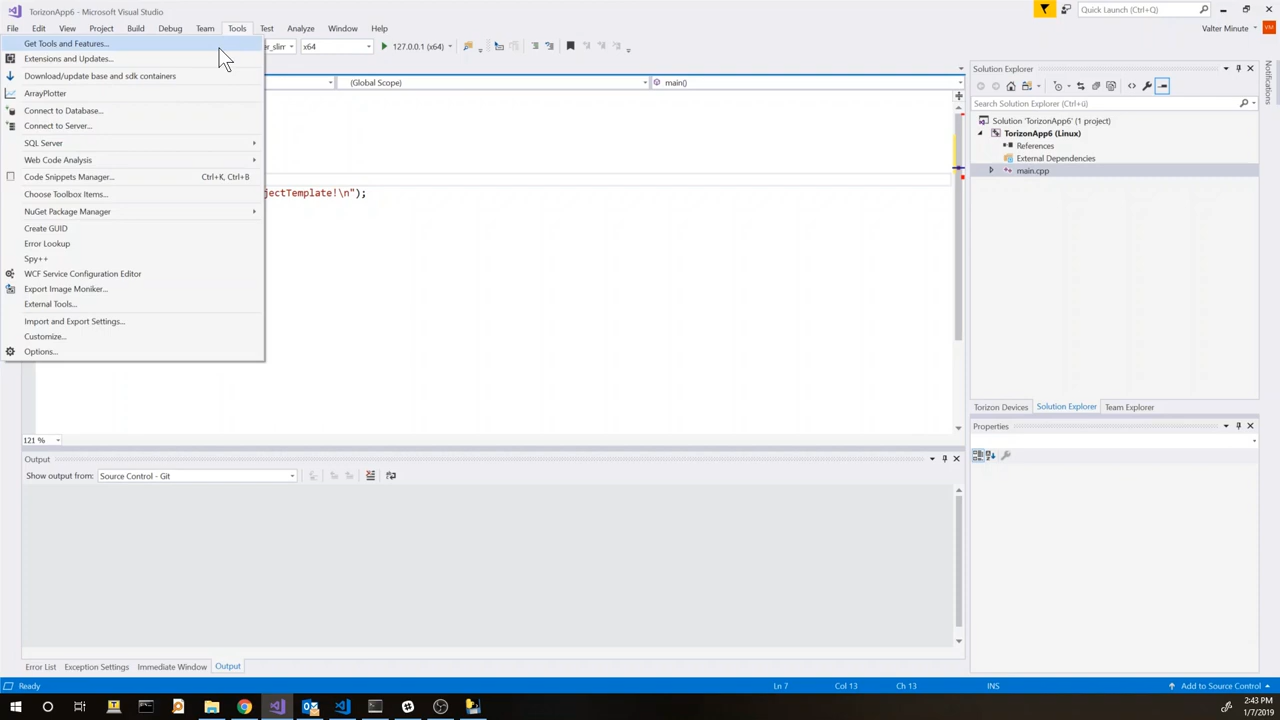 TorizonApp6 - Microsoft Visual Studio
Quick Launch (Ctrl+Q)
File Edit View Project Build Debug Team Tools Test Analyze Window Help
Valter Minute VM
Get Tools and Features...
x64 127.0.0.1 (x64)
Extensions and Updates...
Download/update base and sdk containers
ArrayPlotter
Connect to Database...
Connect to Server...
SQL Server
Web Code Analysis
Code Snippets Manager... Ctrl+K, Ctrl+B
Choose Toolbox Items...
NuGet Package Manager
Create GUID
Error Lookup
Spy++
WCF Service Configuration Editor
Export Image Moniker...
External Tools...
Import and Export Settings...
Customize...
Options...
(Global Scope) main()
jectTemplate!\n");
121 %
Solution Explorer
Search Solution Explorer (Ctrl+ü)
Solution 'TorizonApp6' (1 project)
TorizonApp6 (Linux)
References
External Dependencies
main.cpp
Torizon Devices Solution Explorer Team Explorer
Properties
Notifications
Output
Show output from: Source Control - Git
Error List Exception Settings Immediate Window Output
Ready Ln 7 Col 13 Ch 13 INS Add to Source Control
2:43 PM
1/7/2019